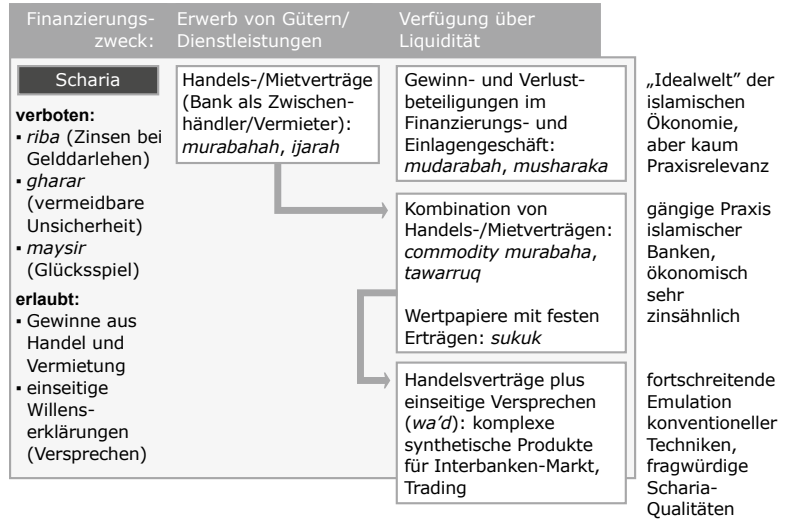 Finanzierungs-
zweck:
Erwerb von Gütern/
Dienstleistungen
Verfügung über
Liquidität
Scharia
verboten:
▪ riba (Zinsen bei
Gelddarlehen)
▪ gharar
(vermeidbare
Unsicherheit)
▪ maysir
(Glücksspiel)
erlaubt:
▪ Gewinne aus
Handel und
Vermietung
▪ einseitige
Willens-
erklärungen
(Versprechen)
Handels-/Mietverträge
(Bank als Zwischen-
händler/Vermieter):
murabahah, ijarah
Gewinn- und Verlust-
beteiligungen im
Finanzierungs- und
Einlagengeschäft:
mudarabah, musharaka
„Idealwelt” der
islamischen
Ökonomie,
aber kaum
Praxisrelevanz
Kombination von
Handels-/Mietverträgen:
commodity murabaha,
tawarruq
Wertpapiere mit festen
Erträgen: sukuk
gängige Praxis
islamischer
Banken,
ökonomisch
sehr
zinsähnlich
Handelsverträge plus
einseitige Versprechen
(wa’d): komplexe
synthetische Produkte
für Interbanken-Markt,
Trading
fortschreitende
Emulation
konventioneller
Techniken,
fragwürdige
Scharia-
Qualitäten